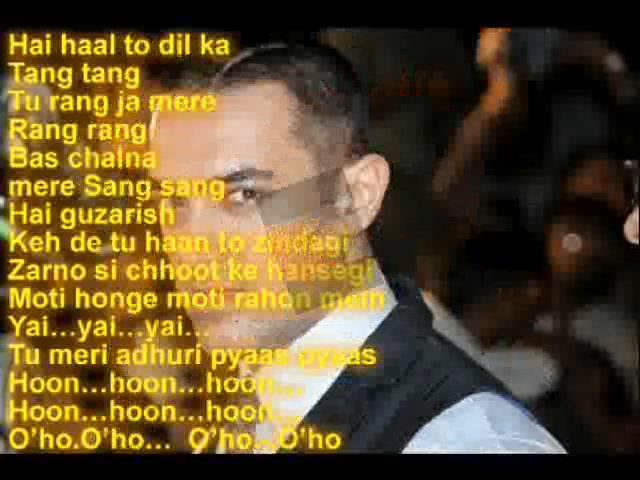 Hai haal to dil ka
Tang tang
Tu rang ja mere
Rang rang
Bas chalna
mere Sang sang
Hai guzarish
Keh de tu haan to zindagi
Zarno si chhoot ke hansegi
Moti honge moti rahon mein
Yai...yai...yai...
Tu meri adhuri pyaas pyaas
Hoon...hoon...hoon...
Hoon...hoon...hoon...
O'ho.O'ho... O'ho...O'ho